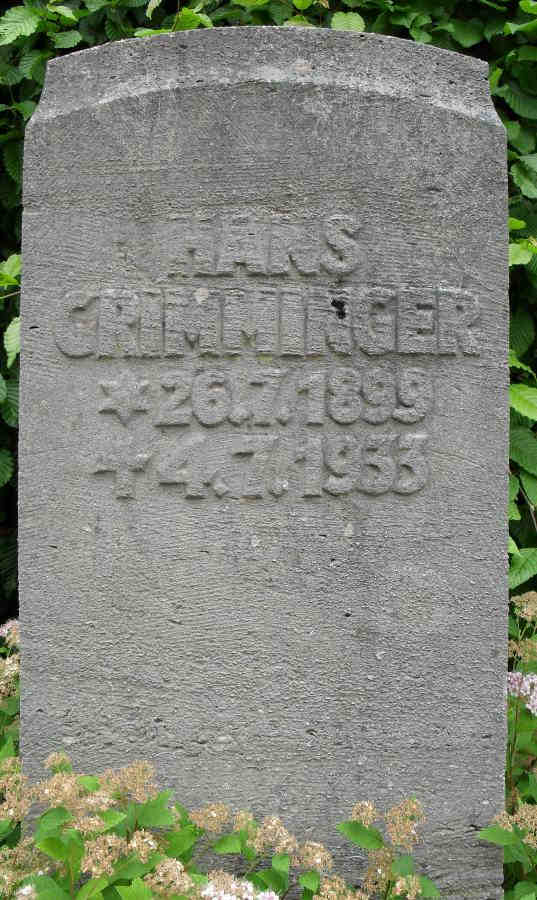 HANS
GRIMMINGER
* 26.7.1899
† 4.7.1933